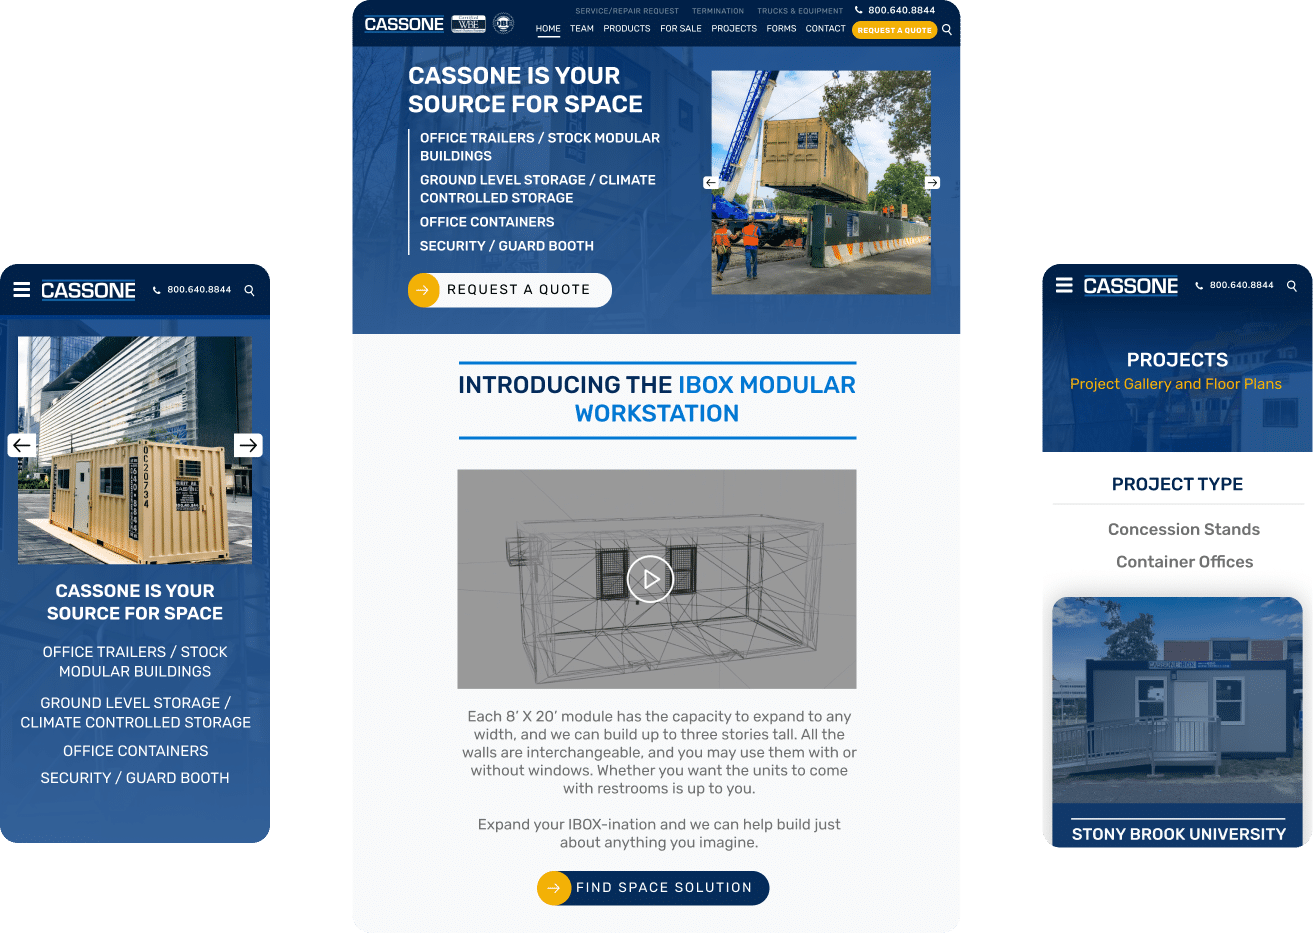 CASSONE
800.640.8844
CASSONE IS YOUR
SOURCE FOR SPACE
OFFICE TRAILERS / STOCK
MODULAR BUILDINGS
GROUND LEVEL STORAGE /
CLIMATE CONTROLLED STORAGE
OFFICE CONTAINERS
SECURITY / GUARD BOOTH
SERVICE/REPAIR REQUEST TERMINATION TRUCKS & EQUIPMENT 800.640.8844
CASSONE WBE
HOME TEAM PRODUCTS FOR SALE PROJECTS FORMS CONTACT REQUEST A QUOTE
CASSONE IS YOUR
SOURCE FOR SPACE
OFFICE TRAILERS / STOCK MODULAR
BUILDINGS
GROUND LEVEL STORAGE / CLIMATE
CONTROLLED STORAGE
OFFICE CONTAINERS
SECURITY / GUARD BOOTH
REQUEST A QUOTE
INTRODUCING THE IBOX MODULAR
WORKSTATION
Each 8’ X 20’ module has the capacity to expand to any
width, and we can build up to three stories tall. All the
walls are interchangeable, and you may use them with or
without windows. Whether you want the units to come
with restrooms is up to you.
Expand your IBOX-ination and we can help build just
about anything you imagine.
FIND SPACE SOLUTION
CASSONE
800.640.8844
PROJECTS
Project Gallery and Floor Plans
PROJECT TYPE
Concession Stands
Container Offices
STONY BROOK UNIVERSITY